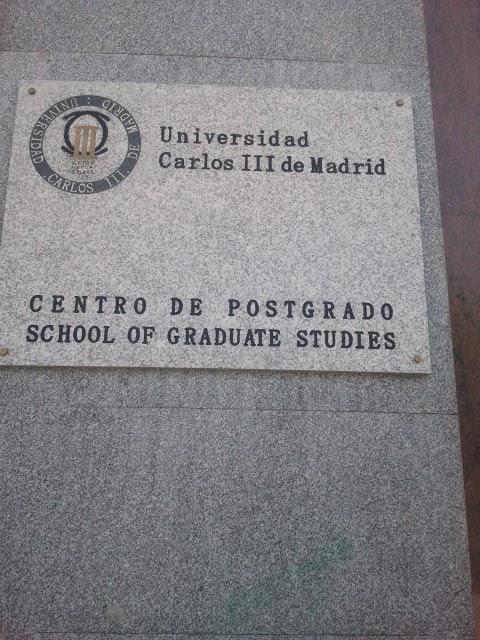 UNIVERSIDAD · CARLOS III · DE MADRID ·
Universidad
Carlos III de Madrid
CENTRO DE POSTGRADO
SCHOOL OF GRADUATE STUDIES